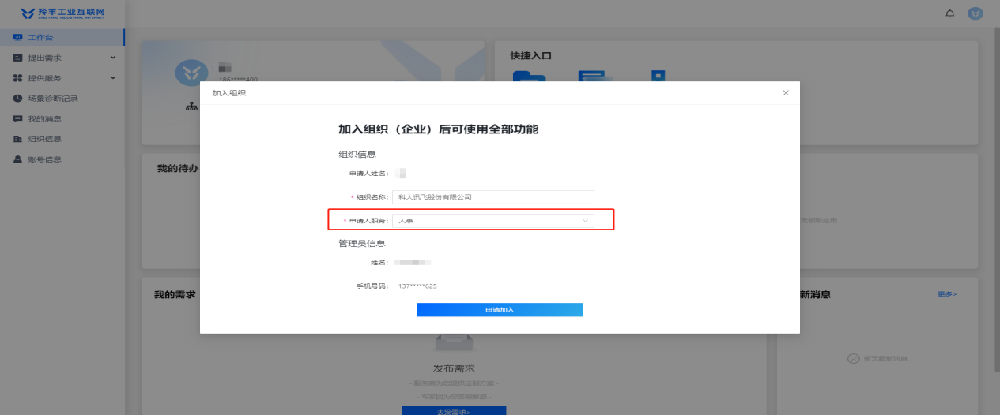 羚羊工业互联网
LINGYANG INDUSTRIAL INTERNET
工作台
提出需求
提供服务
场景诊断记录
我的消息
组织信息
账号信息
186*****400
快捷入口
加入组织
加入组织（企业）后可使用全部功能
组织信息
申请人姓名：
* 组织名称： 科大讯飞股份有限公司
* 申请人职务： 人事
管理员信息
姓名：
手机号码： 137*****625
申请加入
我的待办
我的需求
新消息
更多>
暂无最新消息
发布需求
- 服务商为您提供定制方案 -
- 专家团为您答疑解惑 -
去发需求>